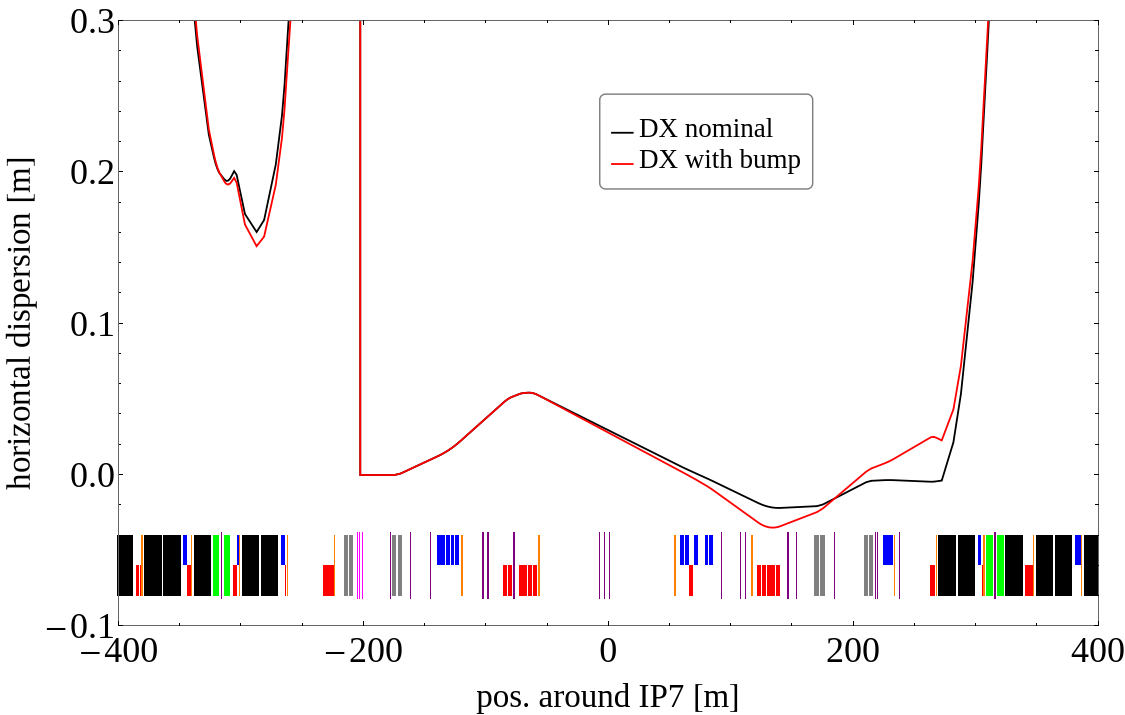 0.3
0.2
0.1
0.0
–0.1
horizontal dispersion [m]
DX nominal
DX with bump
–400
–200
0
200
400
pos. around IP7 [m]